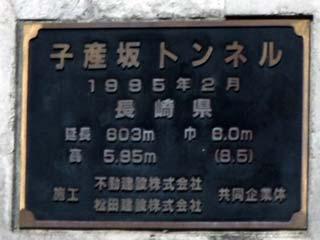 子産坂トンネル
1995年2月
長崎県
延長 603m 巾 8.0m
高 5.95m (8.5)
施工 不動建設株式会社 共同企業体
松田建設株式会社